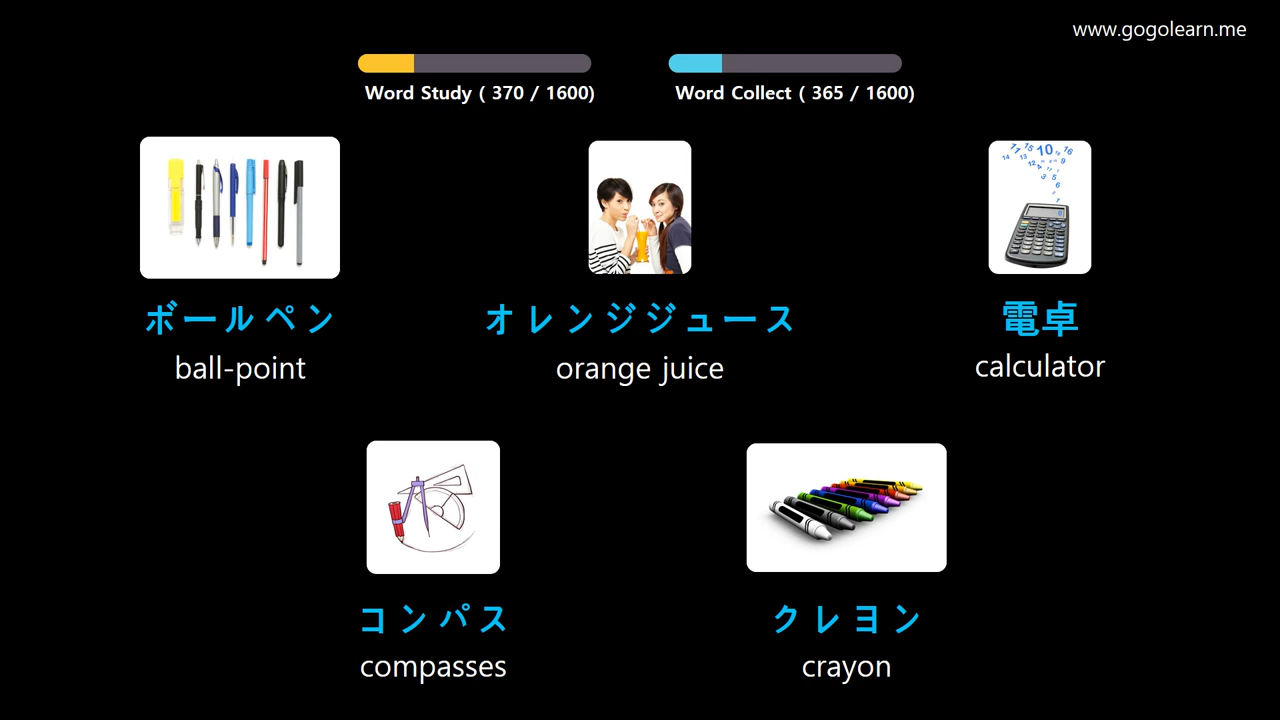 www.gogolearn.me
Word Study ( 370 / 1600)
Word Collect ( 365 / 1600)
ボールペン
ball-point
オレンジジュース
orange juice
電卓
calculator
コンパス
compasses
クレヨン
crayon